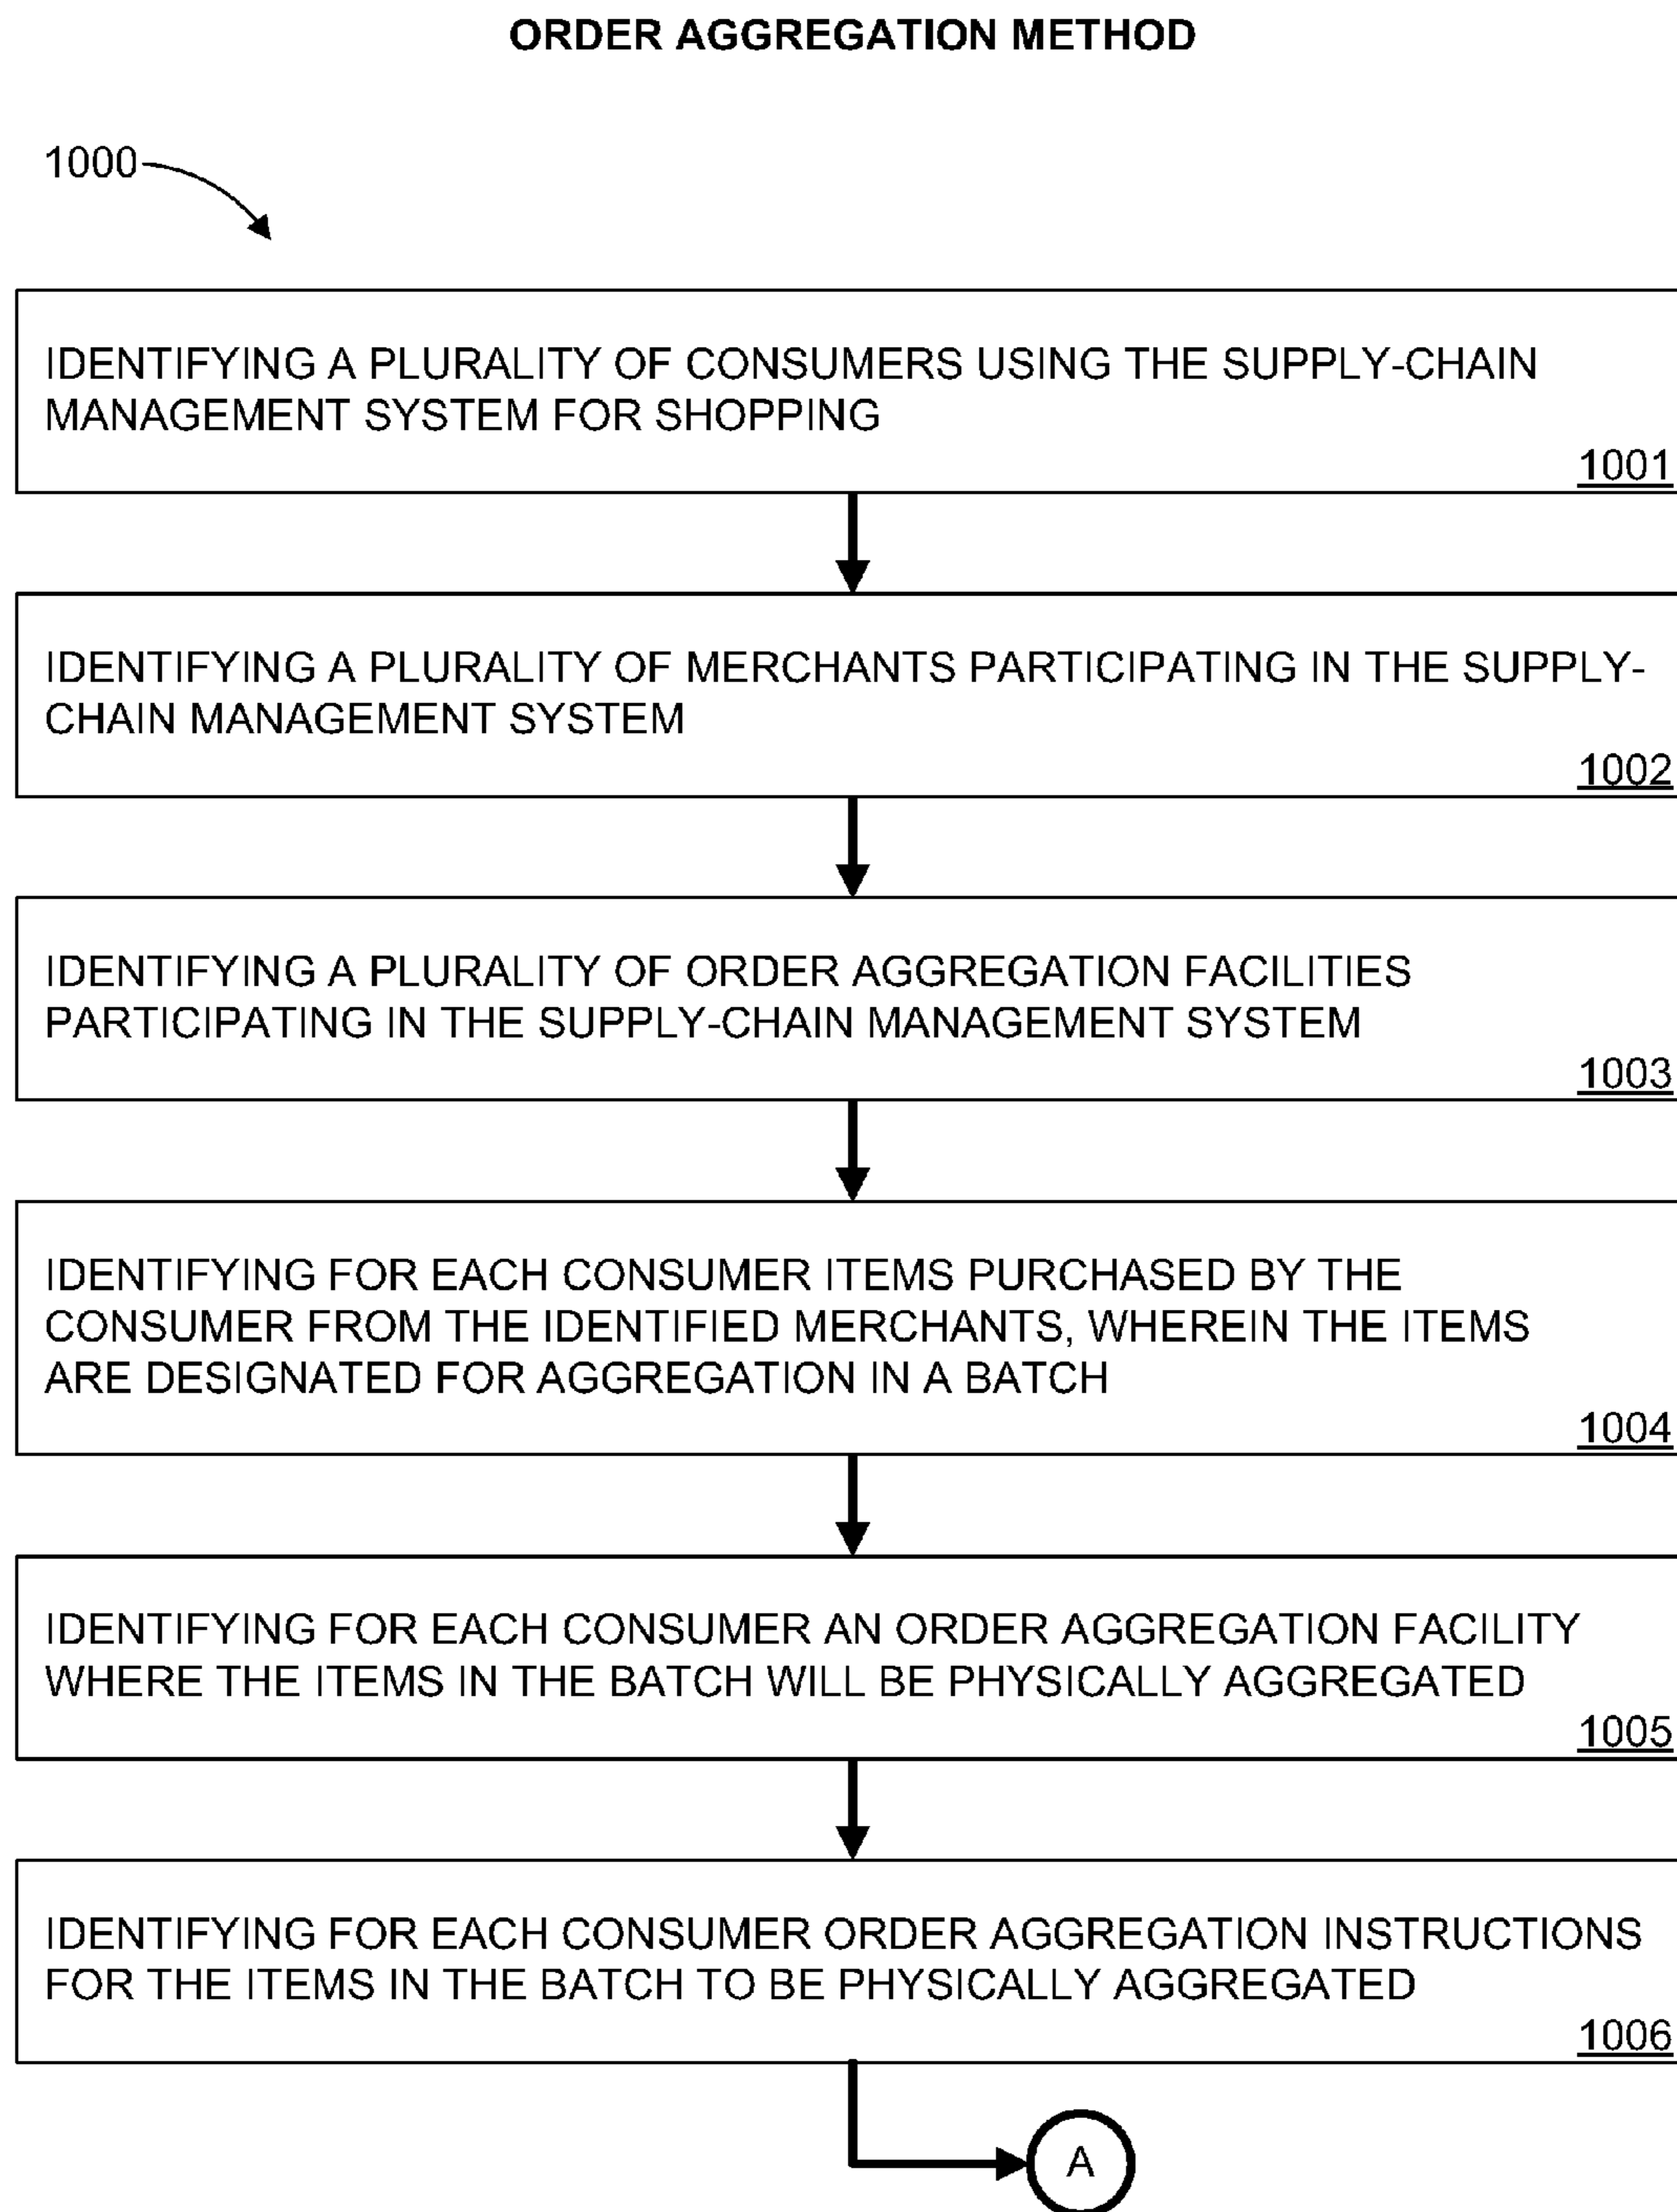 ORDER AGGREGATION METHOD
1000
IDENTIFYING A PLURALITY OF CONSUMERS USING THE SUPPLY-CHAIN
MANAGEMENT SYSTEM FOR SHOPPING
1001
IDENTIFYING A PLURALITY OF MERCHANTS PARTICIPATING IN THE SUPPLY-
CHAIN MANAGEMENT SYSTEM
1002
IDENTIFYING A PLURALITY OF ORDER AGGREGATION FACILITIES
PARTICIPATING IN THE SUPPLY-CHAIN MANAGEMENT SYSTEM
1003
IDENTIFYING FOR EACH CONSUMER ITEMS PURCHASED BY THE
CONSUMER FROM THE IDENTIFIED MERCHANTS, WHEREIN THE ITEMS
ARE DESIGNATED FOR AGGREGATION IN A BATCH
1004
IDENTIFYING FOR EACH CONSUMER AN ORDER AGGREGATION FACILITY
WHERE THE ITEMS IN THE BATCH WILL BE PHYSICALLY AGGREGATED
1005
IDENTIFYING FOR EACH CONSUMER ORDER AGGREGATION INSTRUCTIONS
FOR THE ITEMS IN THE BATCH TO BE PHYSICALLY AGGREGATED
1006
A